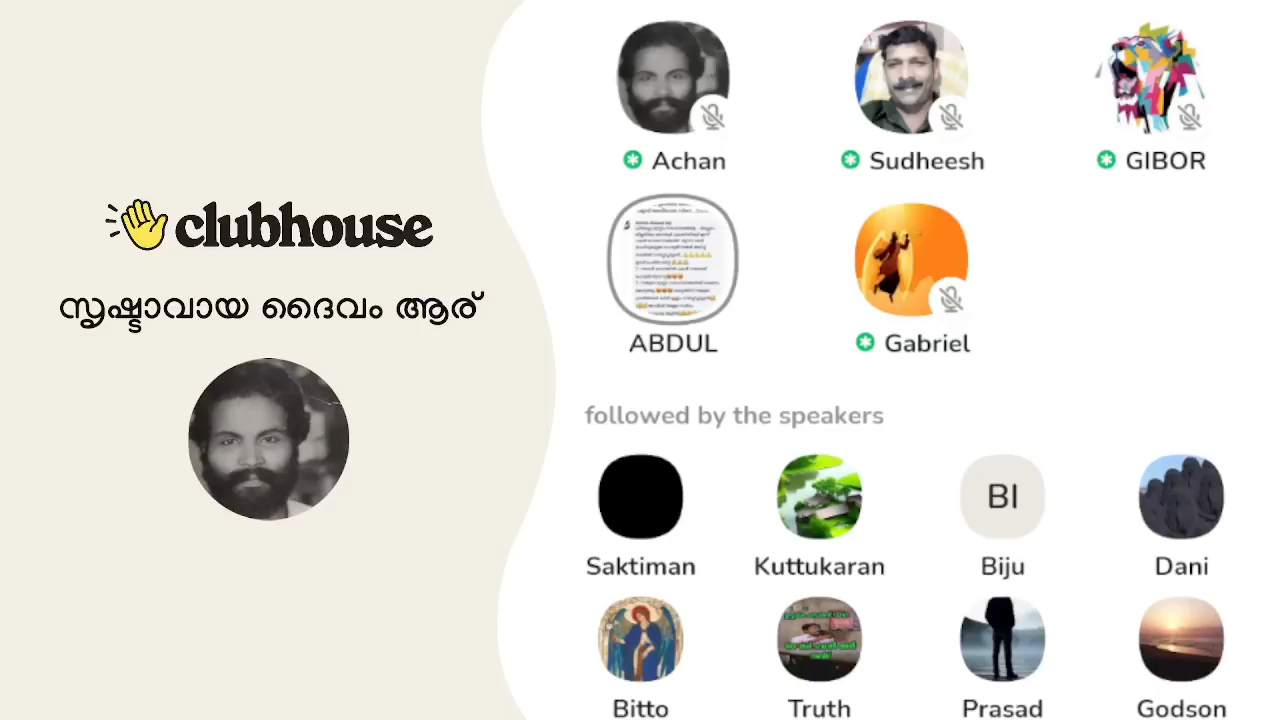 clubhouse
സൃഷ്ടാവായ ദൈവം ആര്
Achan
Sudheesh
GIBOR
ABDUL
Gabriel
followed by the speakers
BI
Saktiman
Kuttukaran
Biju
Dani
Bitto
Truth
Prasad
Godson